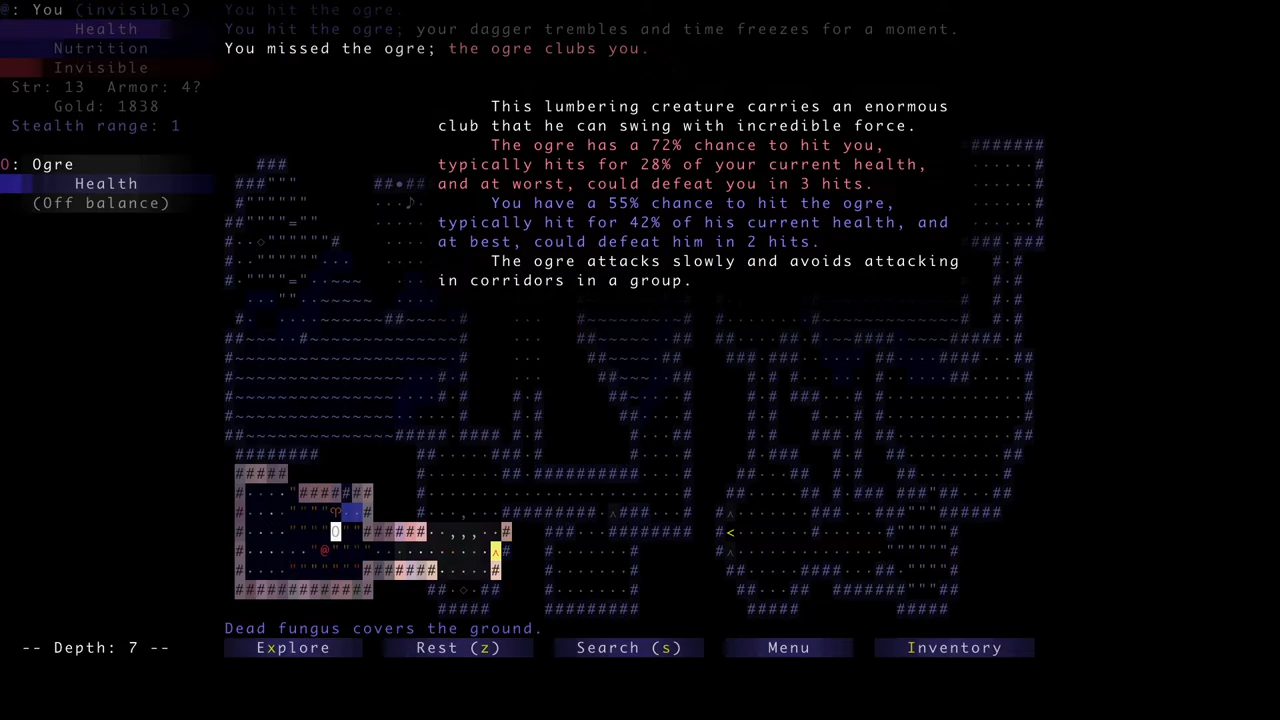 @: You (invisible)
Health
Nutrition
Invisible
Str: 13 Armor: 4?
Gold: 1838
Stealth range: 1
O: Ogre
Health
(Off balance)
You hit the ogre.
You hit the ogre; your dagger trembles and time freezes for a moment.
You missed the ogre; the ogre clubs you.
This lumbering creature carries an enormous
club that he can swing with incredible force.
The ogre has a 72% chance to hit you,
typically hits for 28% of your current health,
and at worst, could defeat you in 3 hits.
You have a 55% chance to hit the ogre,
typically hit for 42% of his current health, and
at best, could defeat him in 2 hits.
The ogre attacks slowly and avoids attacking
in corridors in a group.
Dead fungus covers the ground.
-- Depth: 7 --
Explore
Rest (z)
Search (s)
Menu
Inventory